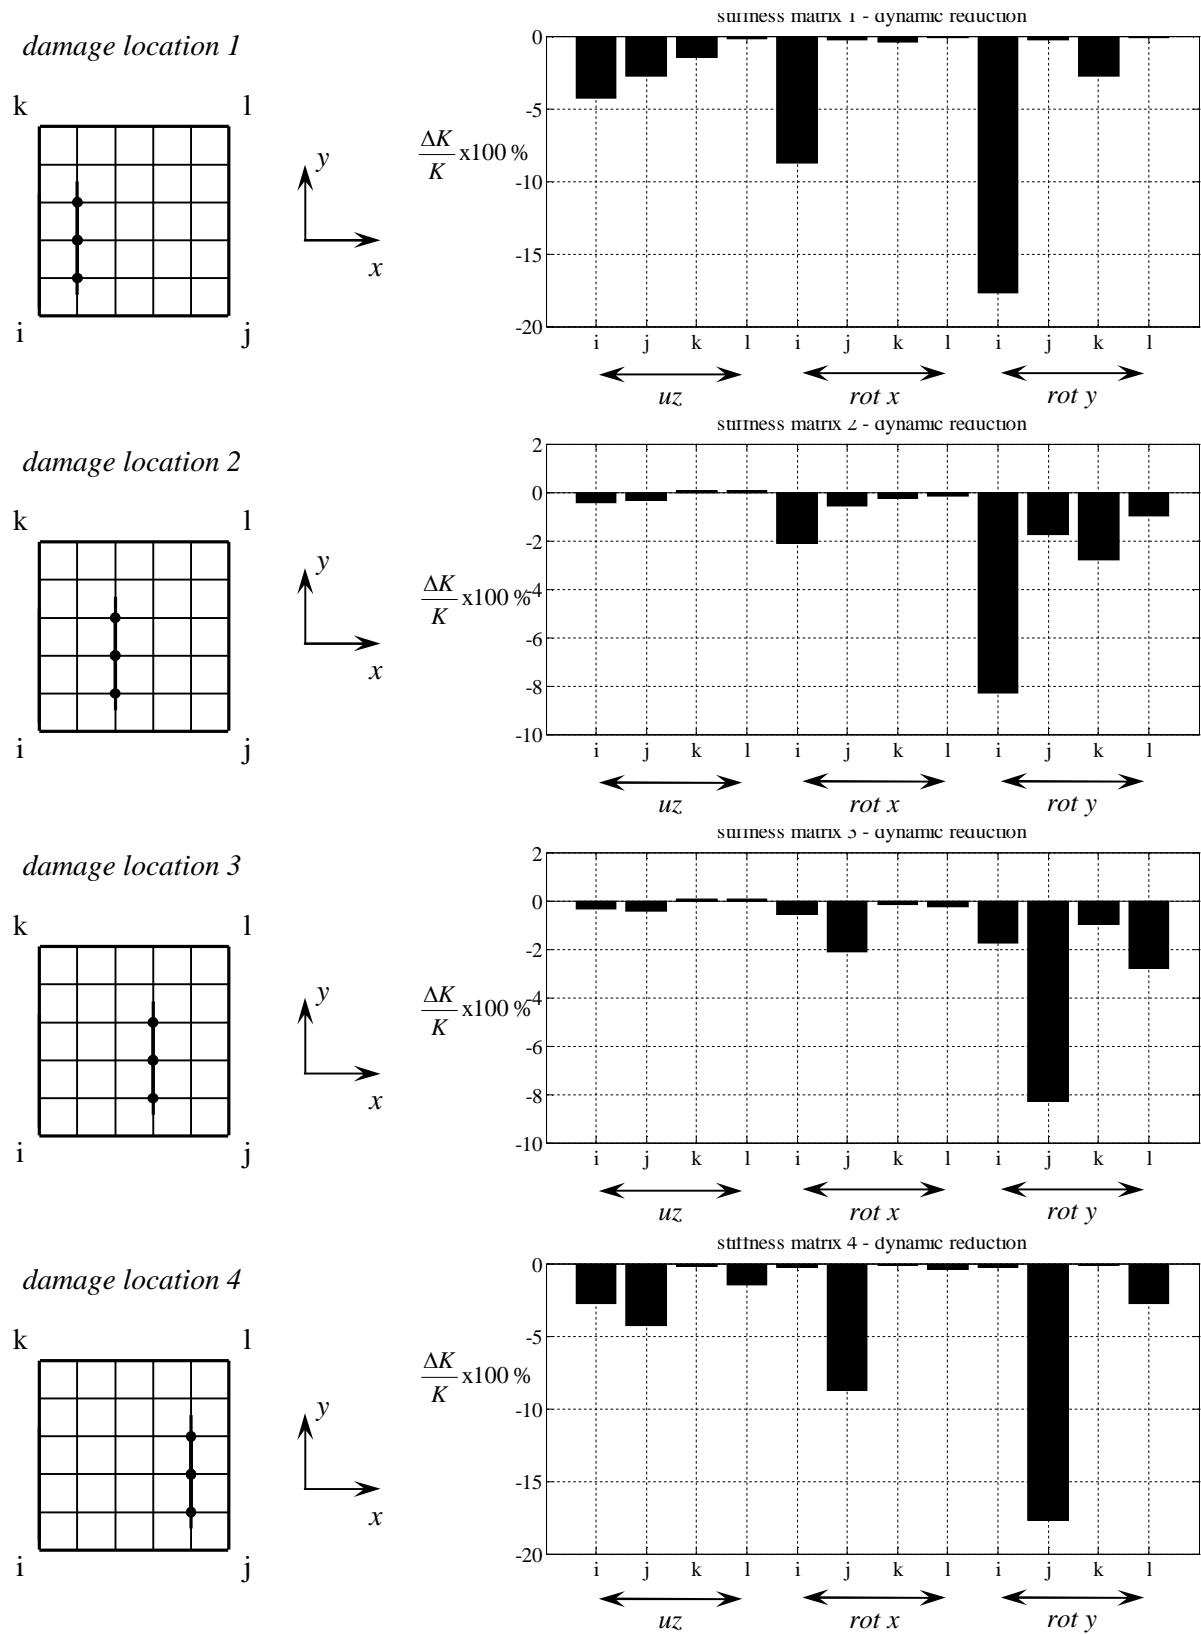 stiffness matrix 1 - dynamic reduction
damage location 1
k l
i j
y
x
ΔK/K x100 %
0
-5
-10
-15
-20
i j k l i j k l i j k l
uz rot x rot y
stiffness matrix 2 - dynamic reduction
damage location 2
k l
i j
y
x
ΔK/K x100 %
2
0
-2
-4
-6
-8
-10
i j k l i j k l i j k l
uz rot x rot y
stiffness matrix 3 - dynamic reduction
damage location 3
k l
i j
y
x
ΔK/K x100 %
2
0
-2
-4
-6
-8
-10
i j k l i j k l i j k l
uz rot x rot y
stiffness matrix 4 - dynamic reduction
damage location 4
k l
i j
y
x
ΔK/K x100 %
0
-5
-10
-15
-20
i j k l i j k l i j k l
uz rot x rot y